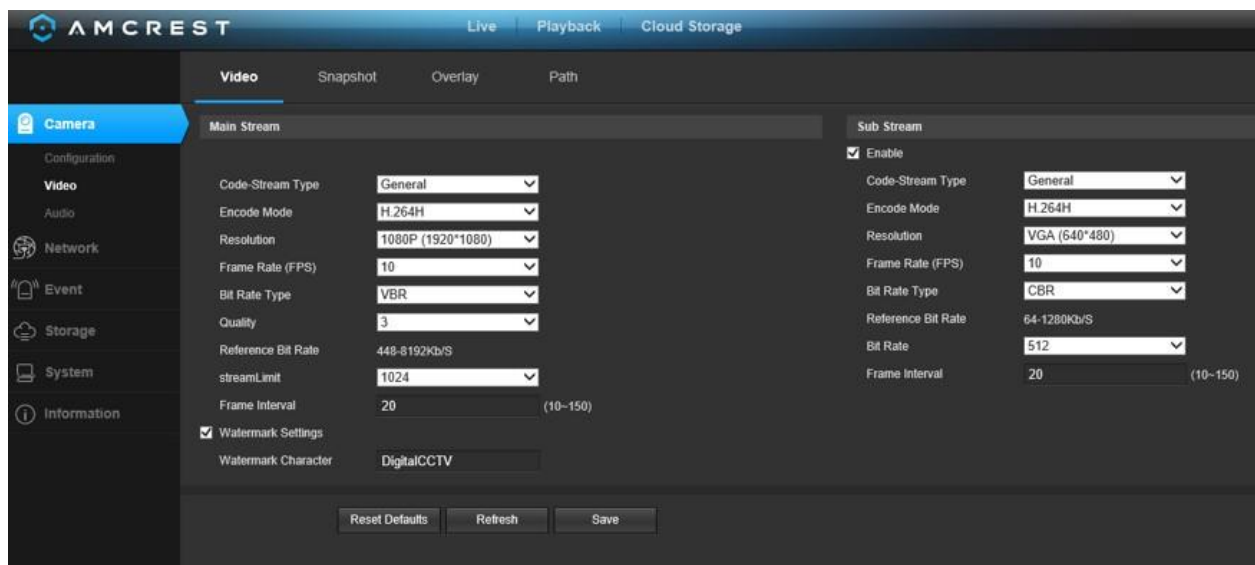 AMCREST
Live Playback Cloud Storage
Video Snapshot Overlay Path
Camera
Configuration
Video
Audio
Network
Event
Storage
System
Information
Main Stream
Code-Stream Type General
Encode Mode H.264H
Resolution 1080P (1920*1080)
Frame Rate (FPS) 10
Bit Rate Type VBR
Quality 3
Reference Bit Rate 448-8192Kb/S
streamLimit 1024
Frame Interval 20 (10~150)
Watermark Settings
Watermark Character DigitalCCTV
Sub Stream
Enable
Code-Stream Type General
Encode Mode H.264H
Resolution VGA (640*480)
Frame Rate (FPS) 10
Bit Rate Type CBR
Reference Bit Rate 64-1280Kb/S
Bit Rate 512
Frame Interval 20 (10~150)
Reset Defaults Refresh Save